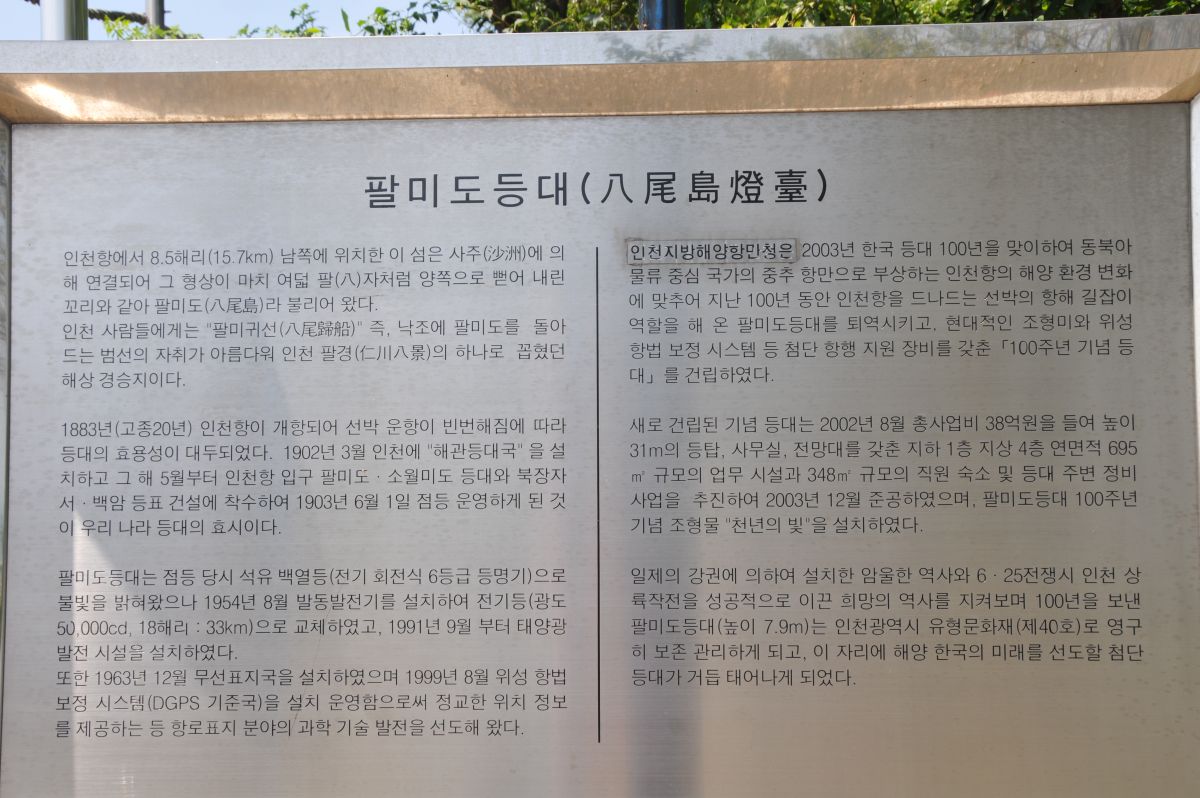 팔미도등대(八尾島燈臺)
인천항에서 8.5해리(15.7km) 남쪽에 위치한 이 섬은 사주(沙洲)에 의
해 연결되어 그 형상이 마치 여덟 팔(八)자처럼 양쪽으로 뻗어 내린
꼬리와 같아 팔미도(八尾島)라 불리어 왔다.
인천 사람들에게는 "팔미귀선(八尾歸船)" 즉, 낙조에 팔미도를 돌아
드는 범선의 자취가 아름다워 인천 팔경(仁川八景)의 하나로 꼽혔던
해상 경승지이다.
1883년(고종20년) 인천항이 개항되어 선박 운항이 빈번해짐에 따라
등대의 효용성이 대두되었다. 1902년 3월 인천에 "해관등대국" 을 설
치하고 그 해 5월부터 인천항 입구 팔미도 · 소월미도 등대와 북장자
서 · 백암 등표 건설에 착수하여 1903년 6월 1일 점등 운영하게 된 것
이 우리 나라 등대의 효시이다.
팔미도등대는 점등 당시 석유 백열등(전기 회전식 6등급 등명기)으로
불빛을 밝혀왔으나 1954년 8월 발동발전기를 설치하여 전기등(광도
50,000cd, 18해리 : 33km)으로 교체하였고, 1991년 9월 부터 태양광
발전 시설을 설치하였다.
또한 1963년 12월 무선표지국을 설치하였으며 1999년 8월 위성 항법
보정 시스템(DGPS 기준국)을 설치 운영함으로써 정교한 위치 정보
를 제공하는 등 항로표지 분야의 과학 기술 발전을 선도해 왔다.
인천지방해양항만청은 2003년 한국 등대 100년을 맞이하여 동북아
물류 중심 국가의 중추 항만으로 부상하는 인천항의 해양 환경 변화
에 맞추어 지난 100년 동안 인천항을 드나드는 선박의 항해 길잡이
역할을 해 온 팔미도등대를 퇴역시키고, 현대적인 조형미와 위성
항법 보정 시스템 등 첨단 항행 지원 장비를 갖춘 「100주년 기념 등
대」를 건립하였다.
새로 건립된 기념 등대는 2002년 8월 총사업비 38억원을 들여 높이
31m의 등탑, 사무실, 전망대를 갖춘 지하 1층 지상 4층 연면적 695
㎡ 규모의 업무 시설과 348㎡ 규모의 직원 숙소 및 등대 주변 정비
사업을 추진하여 2003년 12월 준공하였으며, 팔미도등대 100주년
기념 조형물 "천년의 빛"을 설치하였다.
일제의 강권에 의하여 설치한 암울한 역사와 6 · 25전쟁시 인천 상
륙작전을 성공적으로 이끈 희망의 역사를 지켜보며 100년을 보낸
팔미도등대(높이 7.9m)는 인천광역시 유형문화재(제40호)로 영구
히 보존 관리하게 되고, 이 자리에 해양 한국의 미래를 선도할 첨단
등대가 거듭 태어나게 되었다.